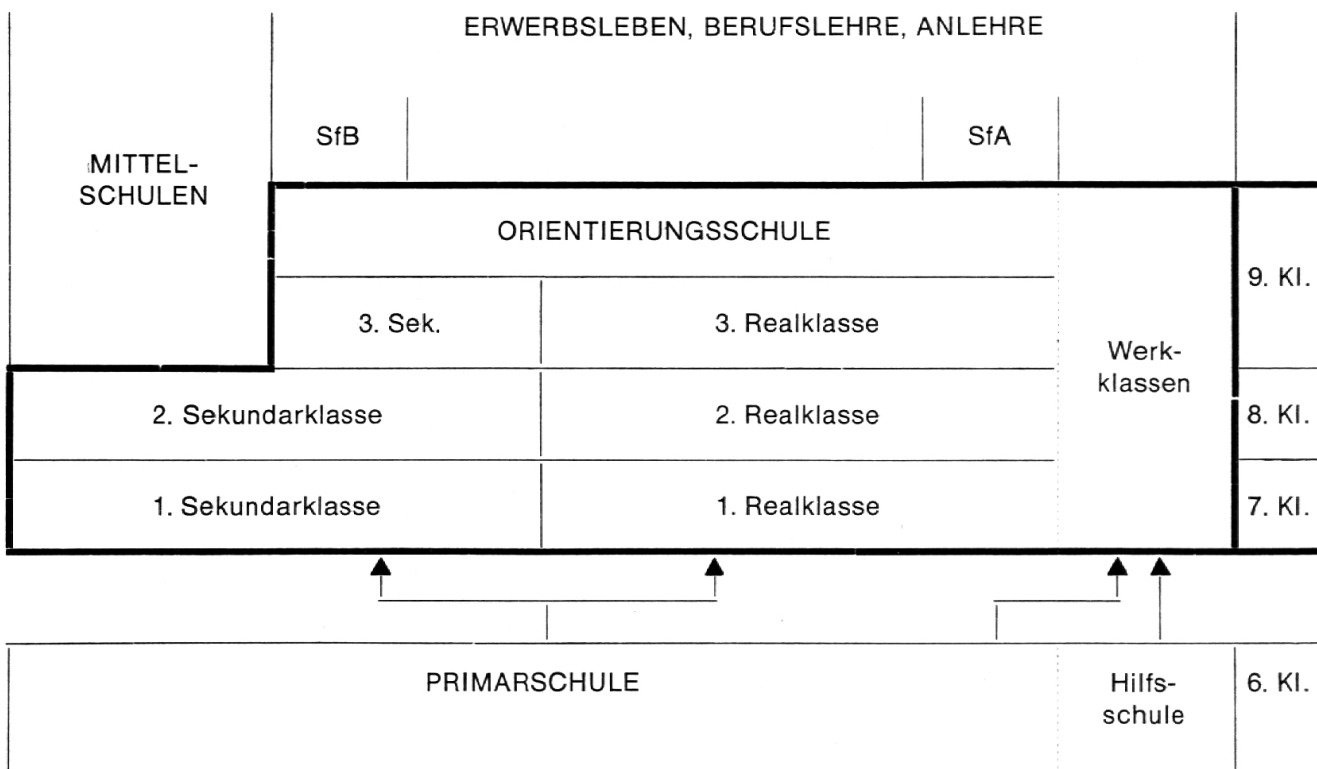 ERWERBSLEBEN, BERUFSLEHRE, ANLEHRE
SfB
SfA
MITTEL-
SCHULEN
ORIENTIERUNGSSCHULE
9. Kl.
3. Sek.
3. Realklasse
Werk-
klassen
2. Sekundarklasse
2. Realklasse
8. Kl.
1. Sekundarklasse
1. Realklasse
7. Kl.
PRIMARSCHULE
Hilfs-
schule
6. Kl.